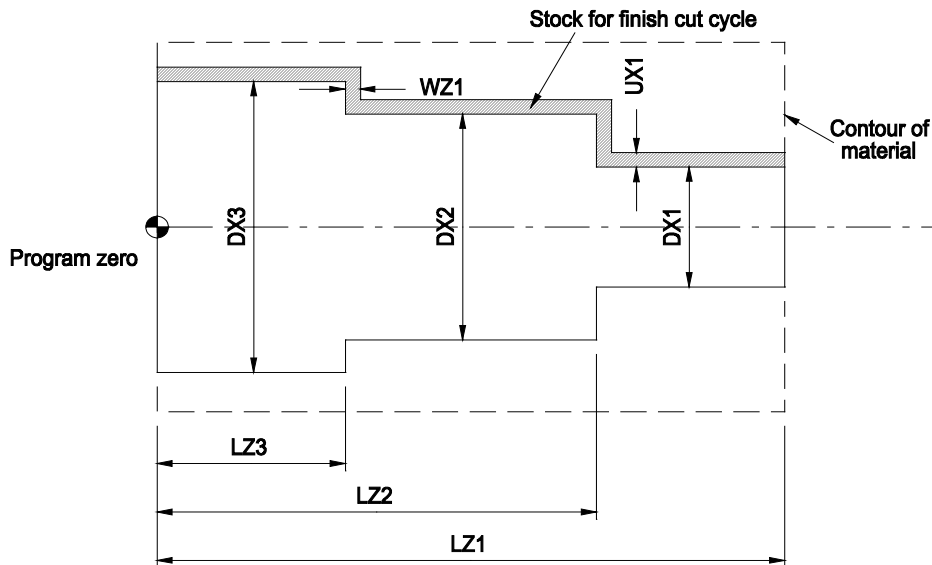 Stock for finish cut cycle
WZ1
UX1
Contour of
material
DX3
DX2
DX1
Program zero
LZ3
LZ2
LZ1